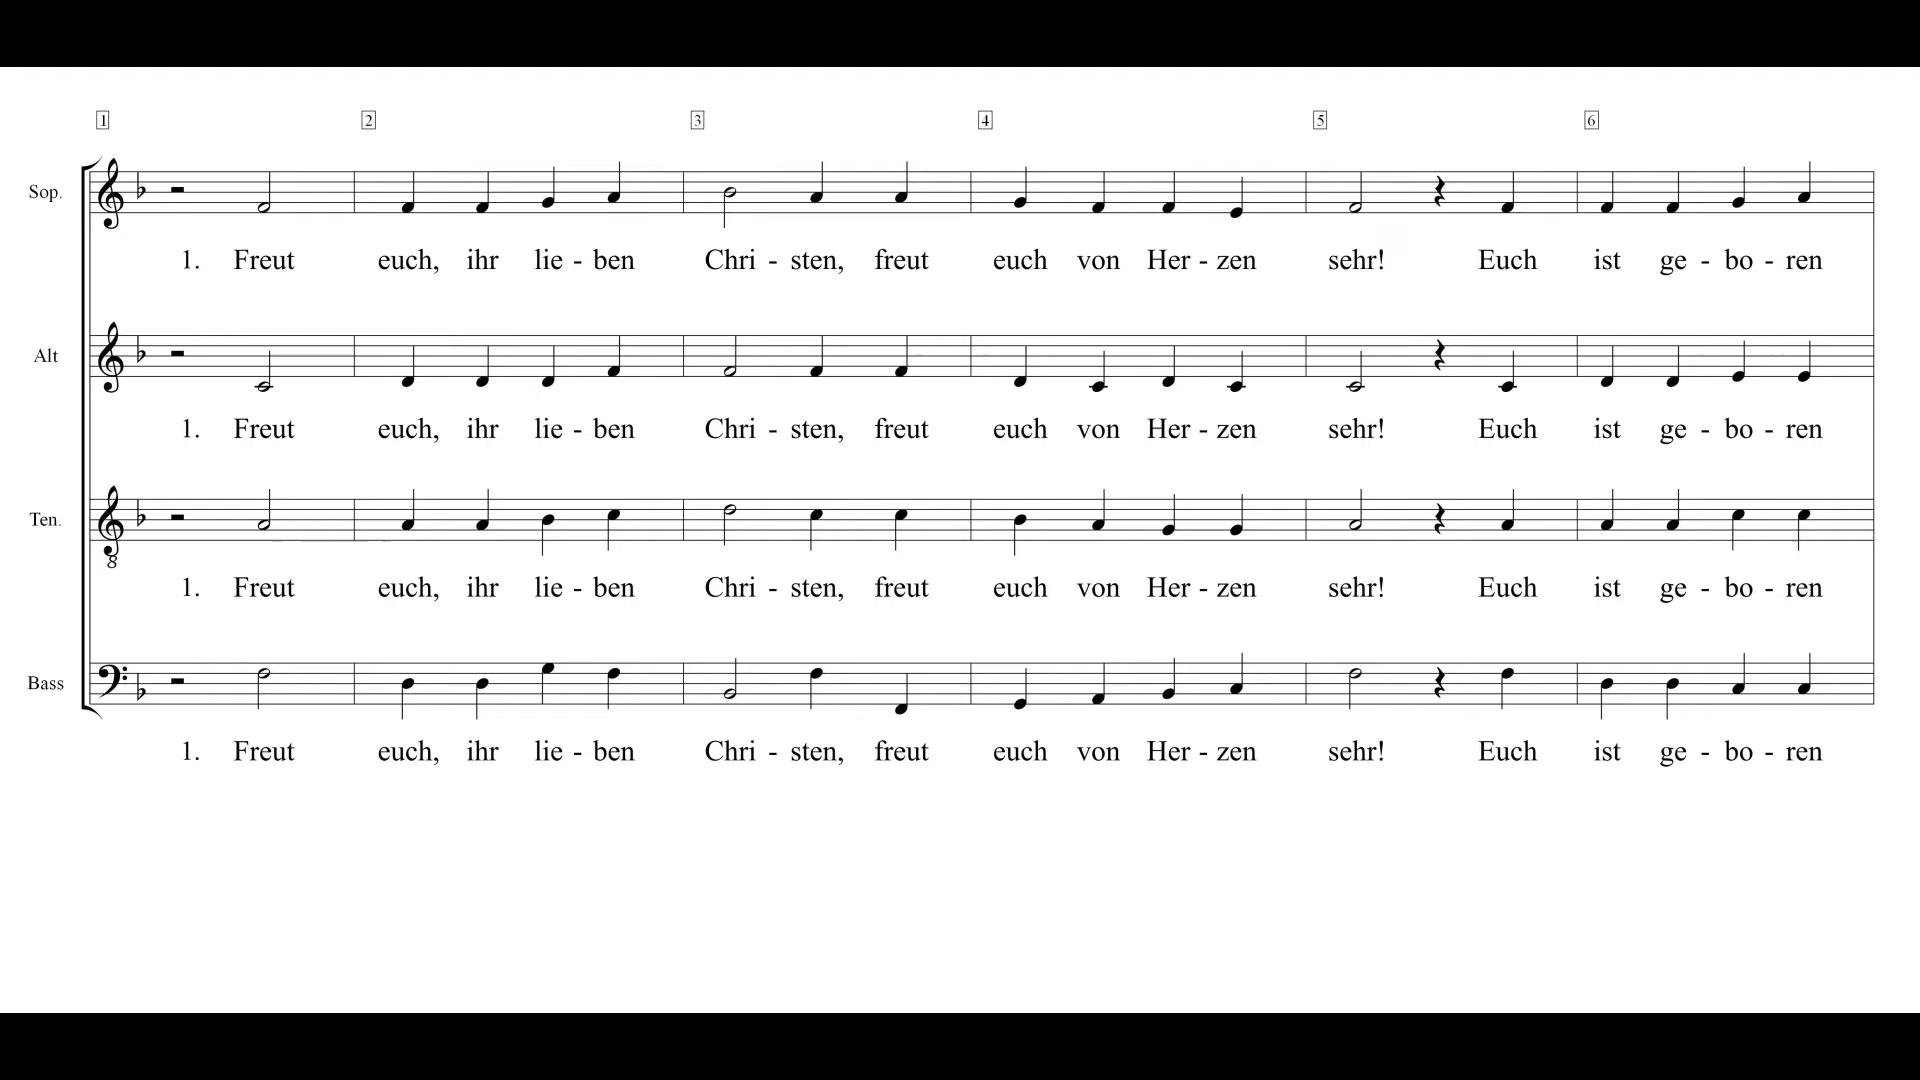 1 2 3 4 5 6
Sop.
1. Freut euch, ihr lie - ben Chri - sten, freut euch von Her - zen sehr! Euch ist ge - bo - ren
Alt
1. Freut euch, ihr lie - ben Chri - sten, freut euch von Her - zen sehr! Euch ist ge - bo - ren
Ten.
8
1. Freut euch, ihr lie - ben Chri - sten, freut euch von Her - zen sehr! Euch ist ge - bo - ren
Bass
1. Freut euch, ihr lie - ben Chri - sten, freut euch von Her - zen sehr! Euch ist ge - bo - ren